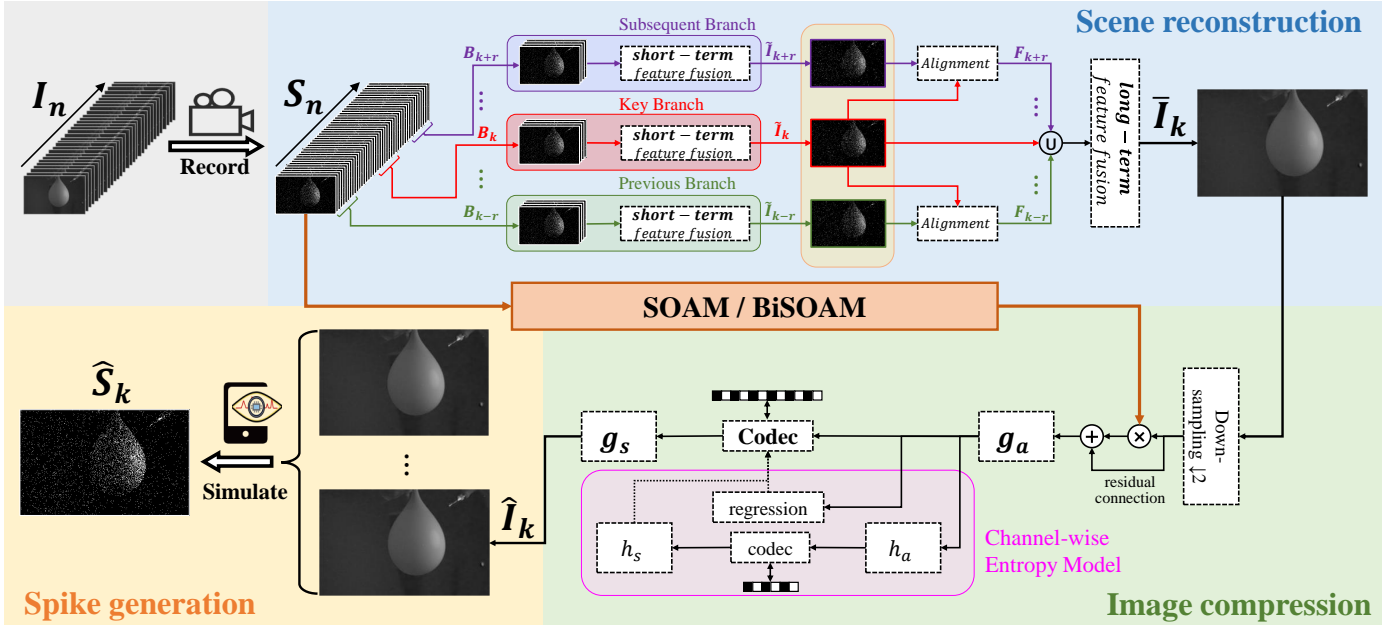 Scene reconstruction
Subsequent Branch
I_n
Record
S_n
B_{k+r}
short-term
feature fusion
Ĩ_{k+r}
Alignment
F_{k+r}
⋮
⋮
Key Branch
B_k
short-term
feature fusion
Ĩ_k
∪
long-term
feature fusion
Ī_k
⋮
⋮
Previous Branch
B_{k-r}
short-term
feature fusion
Ĩ_{k-r}
Alignment
F_{k-r}
SOAM / BiSOAM
Ŝ_k
Simulate
⋮
Î_k
g_s
Codec
g_a
+
×
residual
connection
Down-
sampling ↓2
regression
h_s
codec
h_a
Channel-wise
Entropy Model
Spike generation
Image compression